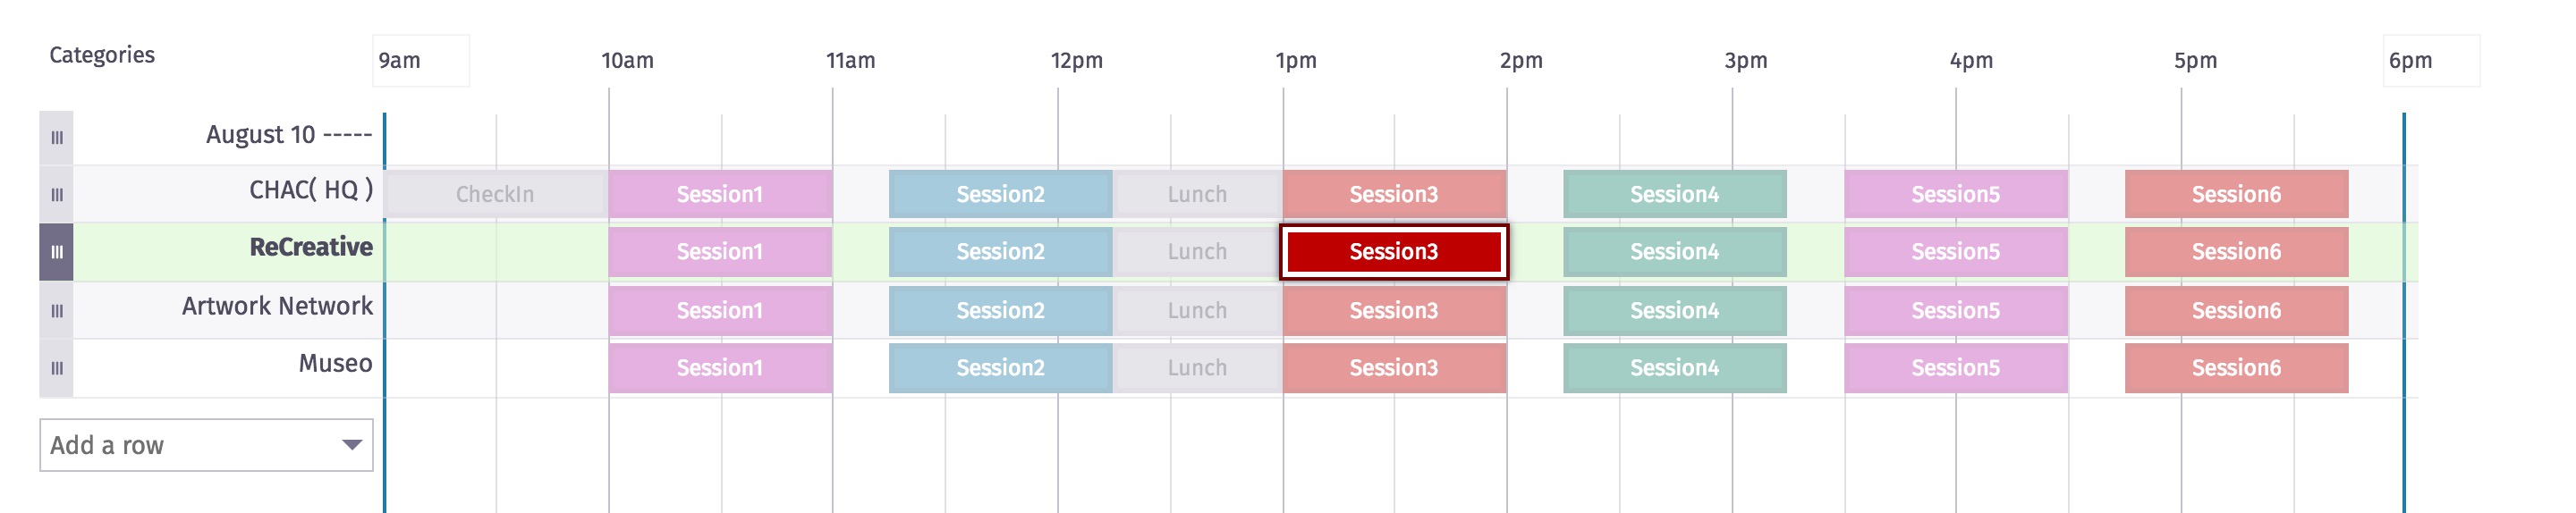 Categories 9am 10am 11am 12pm 1pm 2pm 3pm 4pm 5pm 6pm
August 10 -----
CHAC( HQ ) CheckIn Session1 Session2 Lunch Session3 Session4 Session5 Session6
ReCreative Session1 Session2 Lunch Session3 Session4 Session5 Session6
Artwork Network Session1 Session2 Lunch Session3 Session4 Session5 Session6
Museo Session1 Session2 Lunch Session3 Session4 Session5 Session6
Add a row